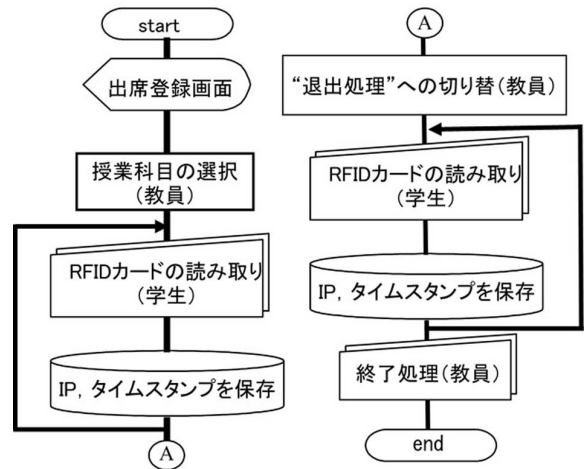 start
出席登録画面
授業科目の選択
(教員)
RFIDカードの読み取り
(学生)
IP，タイムスタンプを保存
A
A
“退出処理”への切り替(教員)
RFIDカードの読み取り
(学生)
IP，タイムスタンプを保存
終了処理(教員)
end